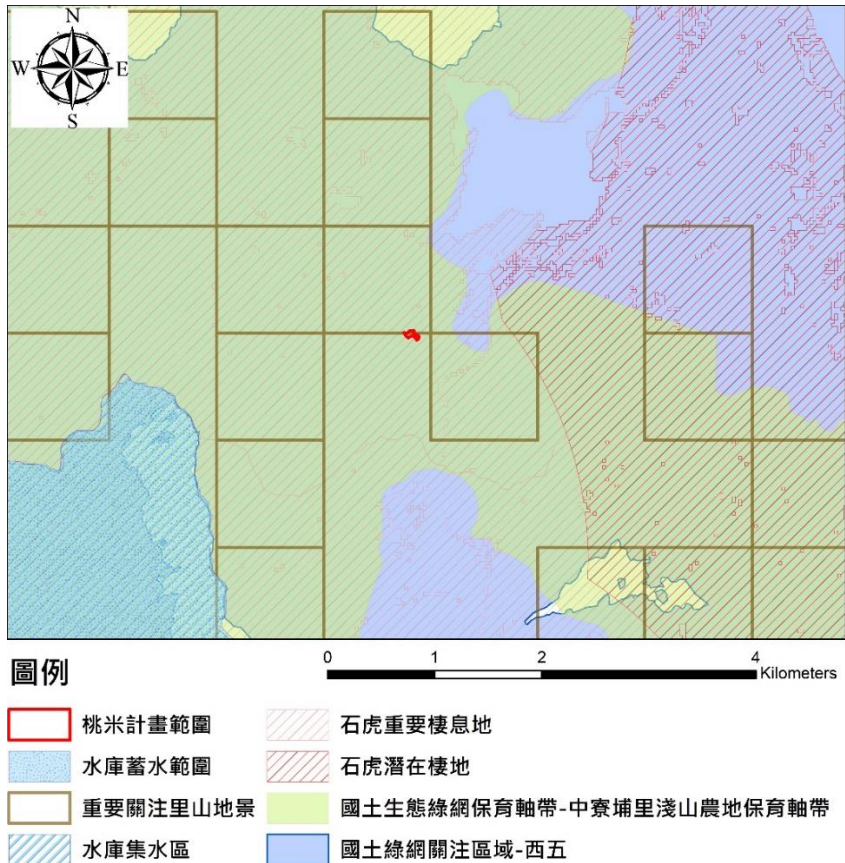 N
W E
S
圖例
0 1 2 4
Kilometers
桃米計畫範圍
石虎重要棲息地
水庫蓄水範圍
石虎潛在棲地
重要關注里山地景
國土生態綠網保育軸帶-中寮埔里淺山農地保育軸帶
水庫集水區
國土綠網關注區域-西五